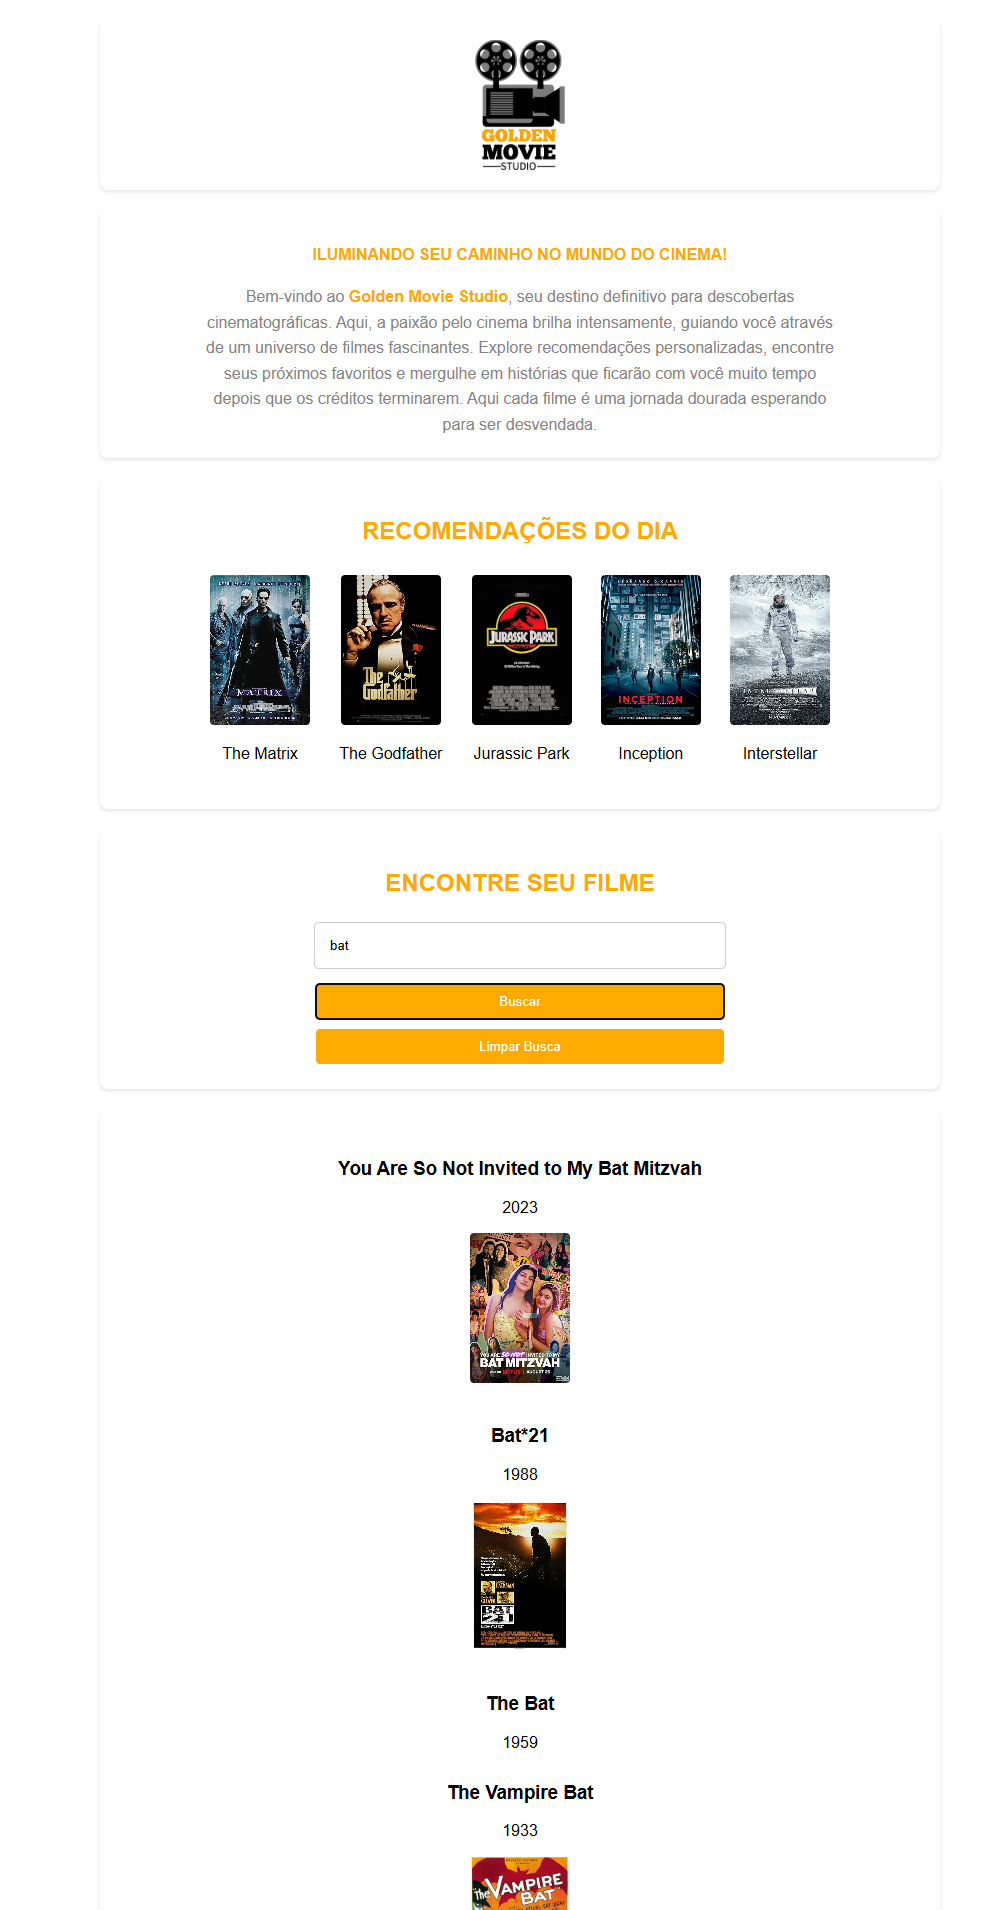 GOLDEN
MOVIE
STUDIO
ILUMINANDO SEU CAMINHO NO MUNDO DO CINEMA!
Bem-vindo ao Golden Movie Studio, seu destino definitivo para descobertas
cinematográficas. Aqui, a paixão pelo cinema brilha intensamente, guiando você através
de um universo de filmes fascinantes. Explore recomendações personalizadas, encontre
seus próximos favoritos e mergulhe em histórias que ficarão com você muito tempo
depois que os créditos terminarem. Aqui cada filme é uma jornada dourada esperando
para ser desvendada.
RECOMENDAÇÕES DO DIA
MATRIX
The Godfather
JURASSIC PARK
INCEPTION
The Matrix
The Godfather
Jurassic Park
Inception
Interstellar
ENCONTRE SEU FILME
bat
Buscar
Limpar Busca
You Are So Not Invited to My Bat Mitzvah
2023
YOU ARE SO NOT INVITED TO MY
BAT MITZVAH
AUGUST 25
Bat*21
1988
BAT
21
The Bat
1959
The Vampire Bat
1933
The VAMPIRE
BAT